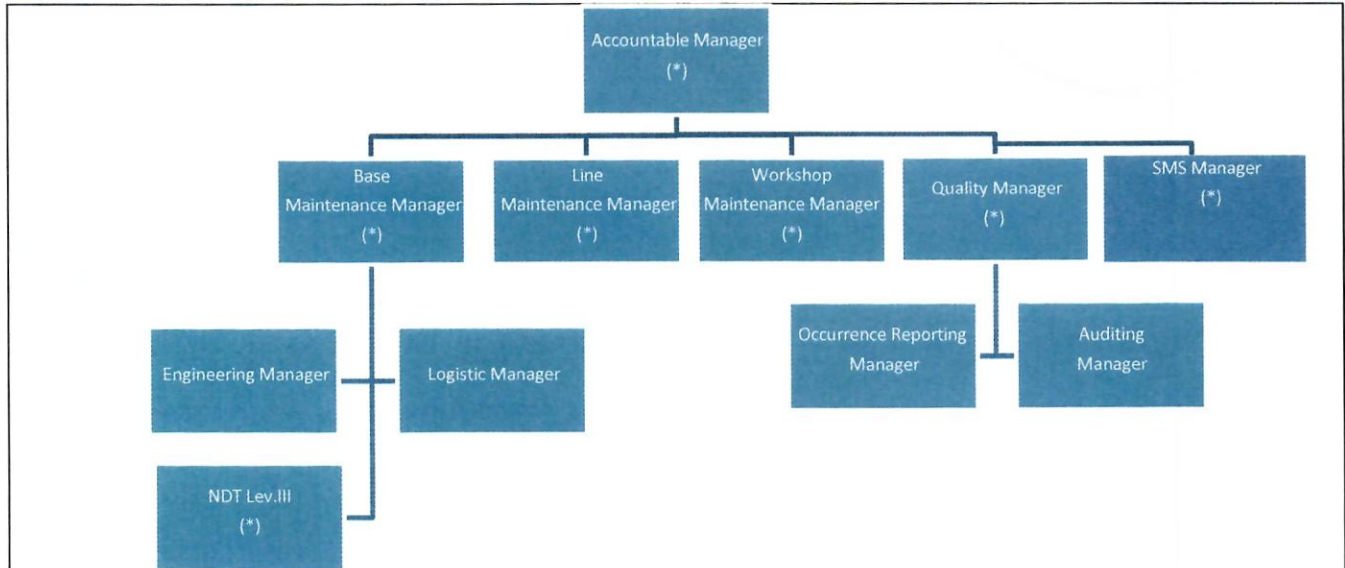 Accountable Manager
(*)
Base
Maintenance Manager
(*)
Line
Maintenance Manager
(*)
Workshop
Maintenance Manager
(*)
Quality Manager
(*)
SMS Manager
(*)
Engineering Manager
Logistic Manager
Occurrence Reporting
Manager
Auditing
Manager
NDT Lev.III
(*)